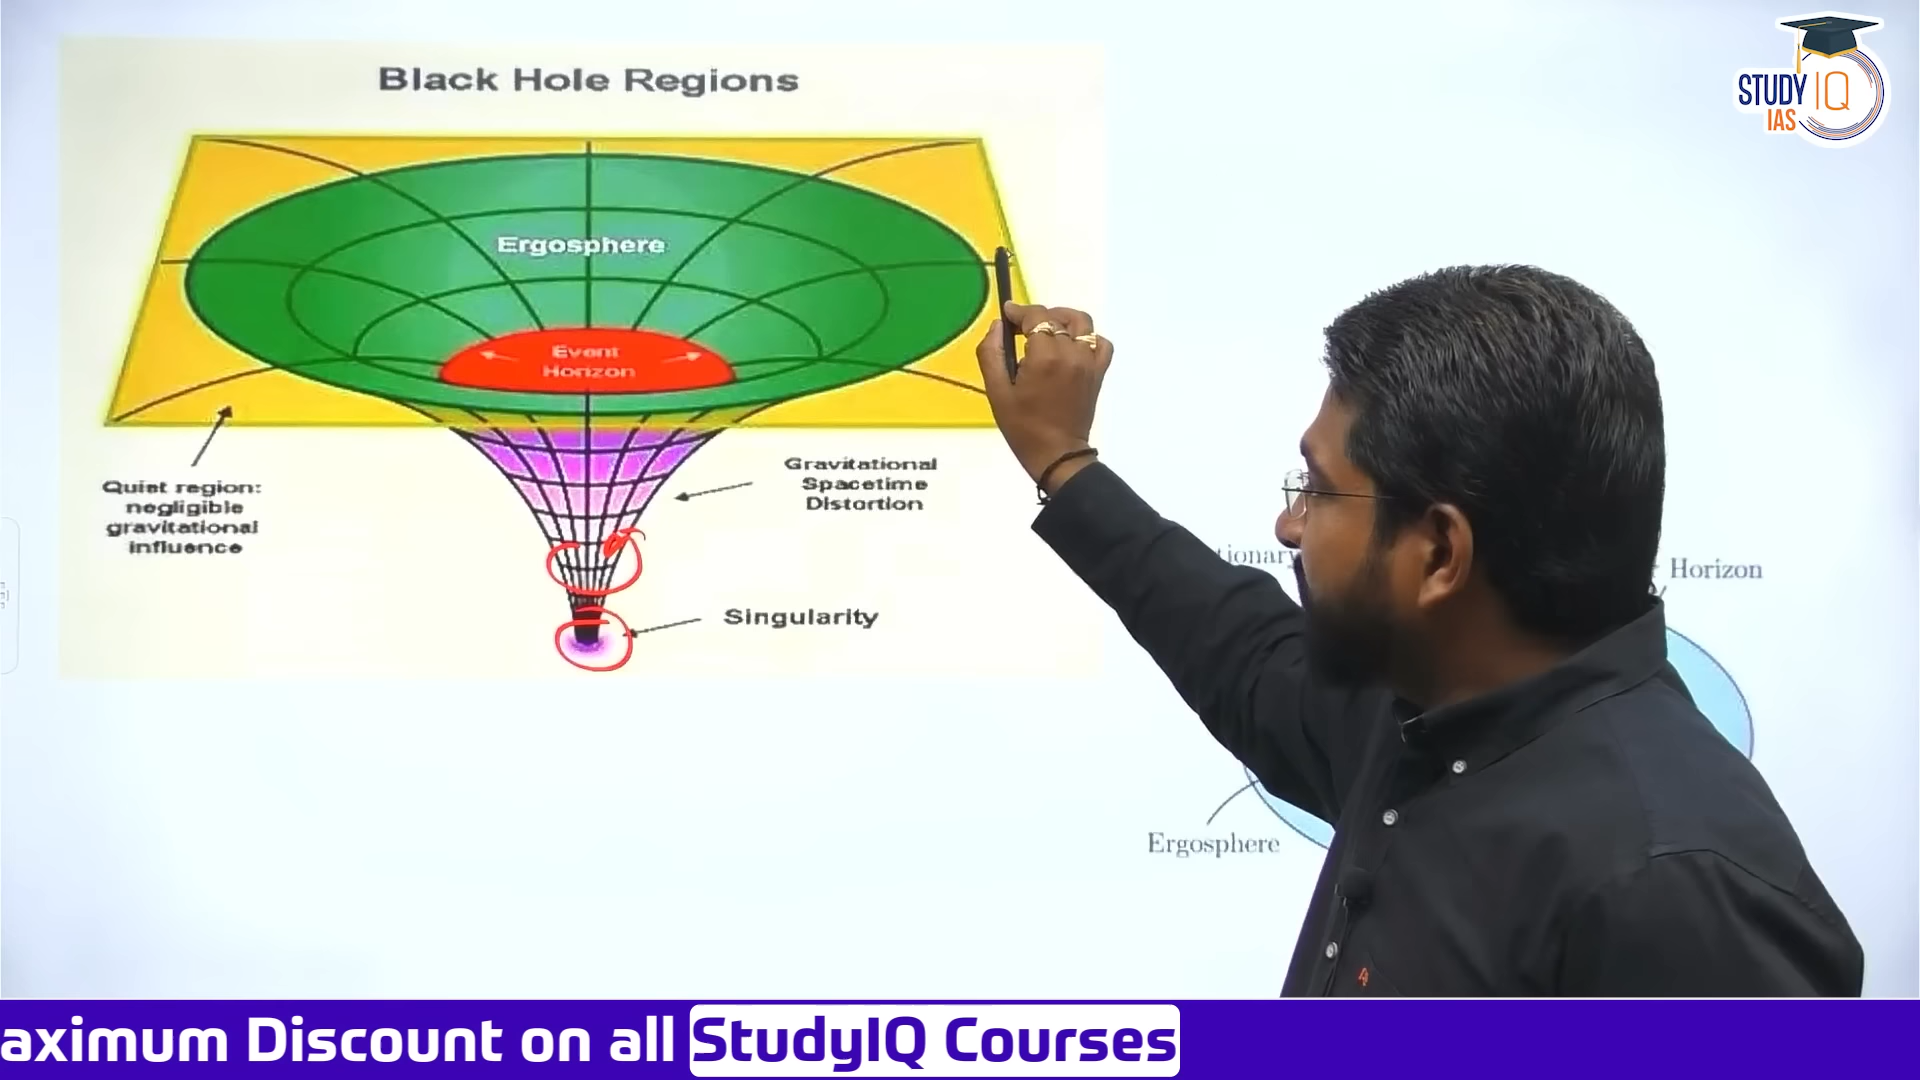 Black Hole Regions
STUDY IQ
IAS
Ergosphere
Event
Horizon
Quiet region:
negligible
gravitational
influence
Gravitational
Spacetime
Distortion
Singularity
Horizon
Ergosphere
aximum Discount on all StudyIQ Courses